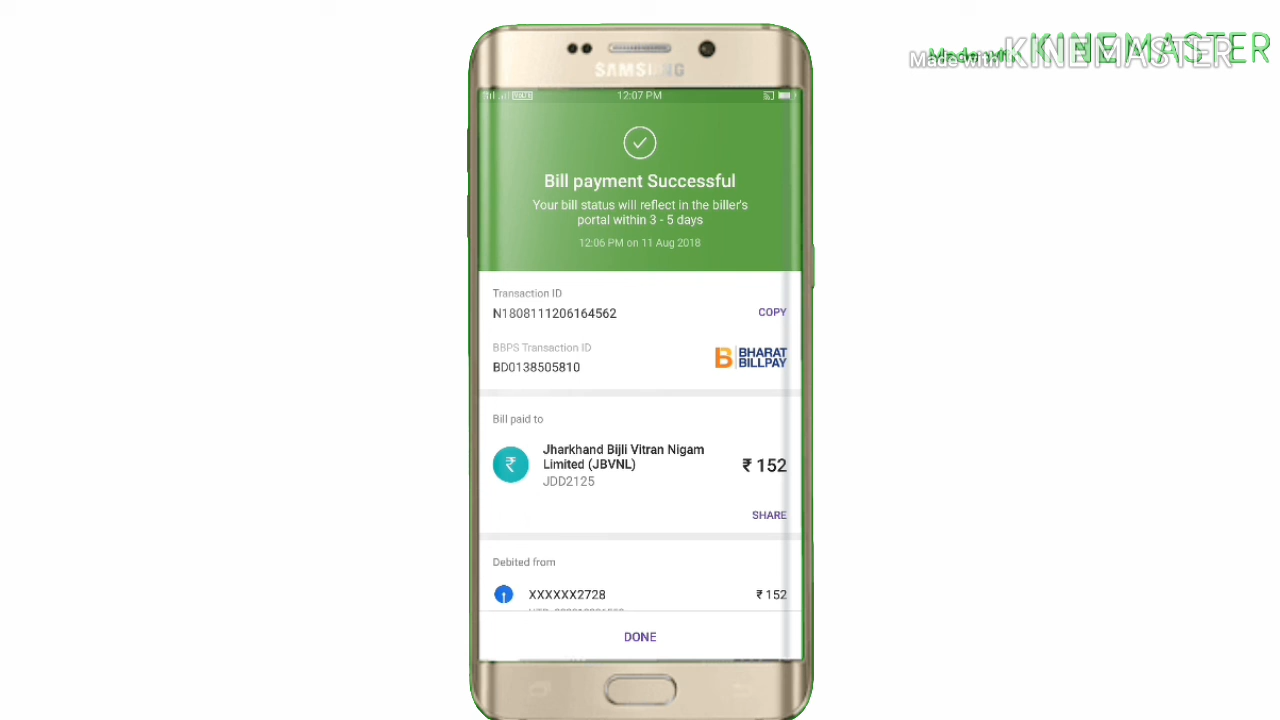 Made with KINEMASTER
KINEMASTER
SAMSUNG
12:07 PM
Bill payment Successful
Your bill status will reflect in the biller's
portal within 3 - 5 days
12:06 PM on 11 Aug 2018
Transaction ID
N1808111206164562
COPY
BBPS Transaction ID
BD0138505810
B BHARAT
BILLPAY
Bill paid to
Jharkhand Bijli Vitran Nigam
Limited (JBVNL)
₹ 152
JDD2125
SHARE
Debited from
XXXXXX2728
₹ 152
DONE